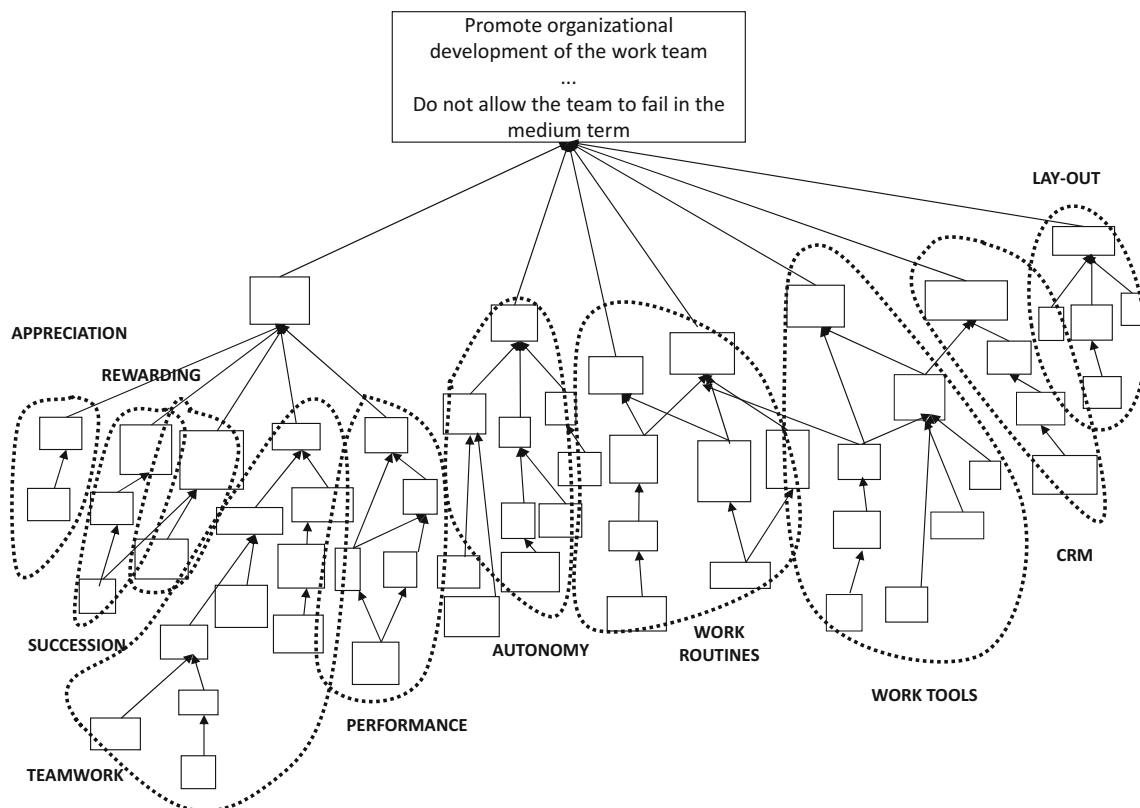 Promote organizational
development of the work team
...
Do not allow the team to fail in the
medium term
LAY-OUT
APPRECIATION
REWARDING
CRM
SUCCESSION
AUTONOMY
WORK
ROUTINES
WORK TOOLS
PERFORMANCE
TEAMWORK